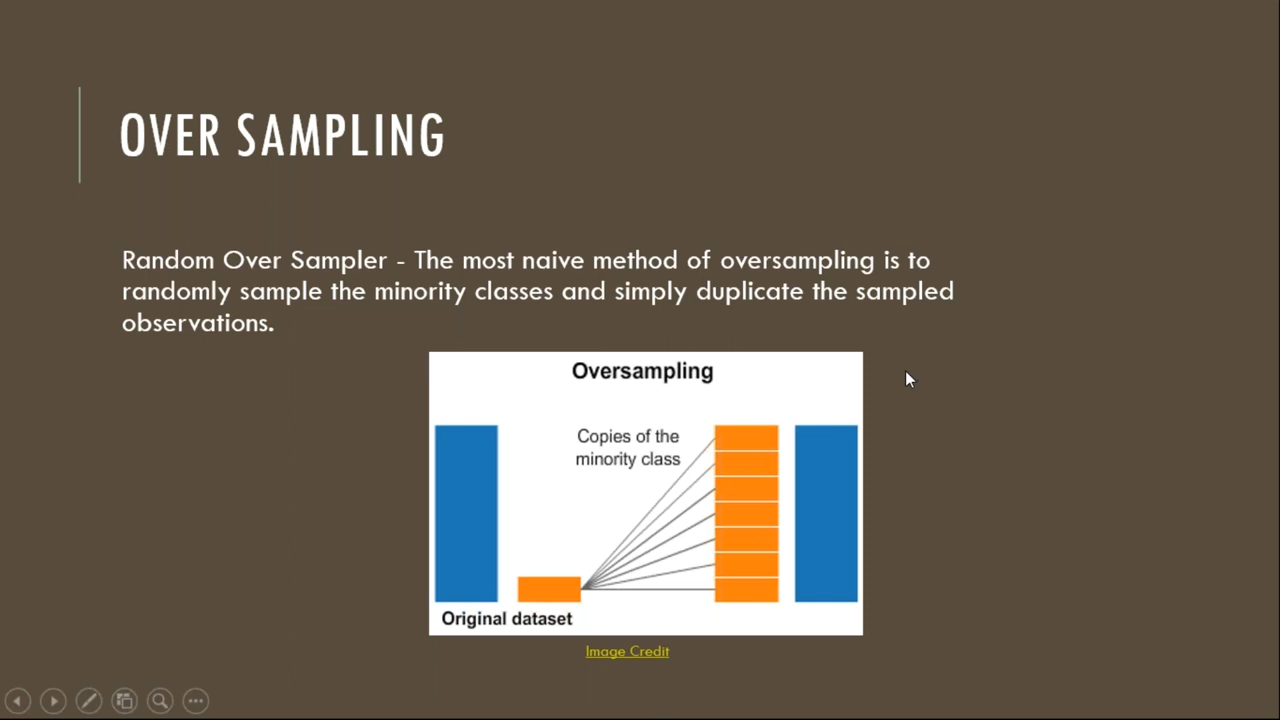 OVER SAMPLING
Random Over Sampler - The most naive method of oversampling is to
randomly sample the minority classes and simply duplicate the sampled
observations.
Oversampling
Copies of the
minority class
Original dataset
Image Credit